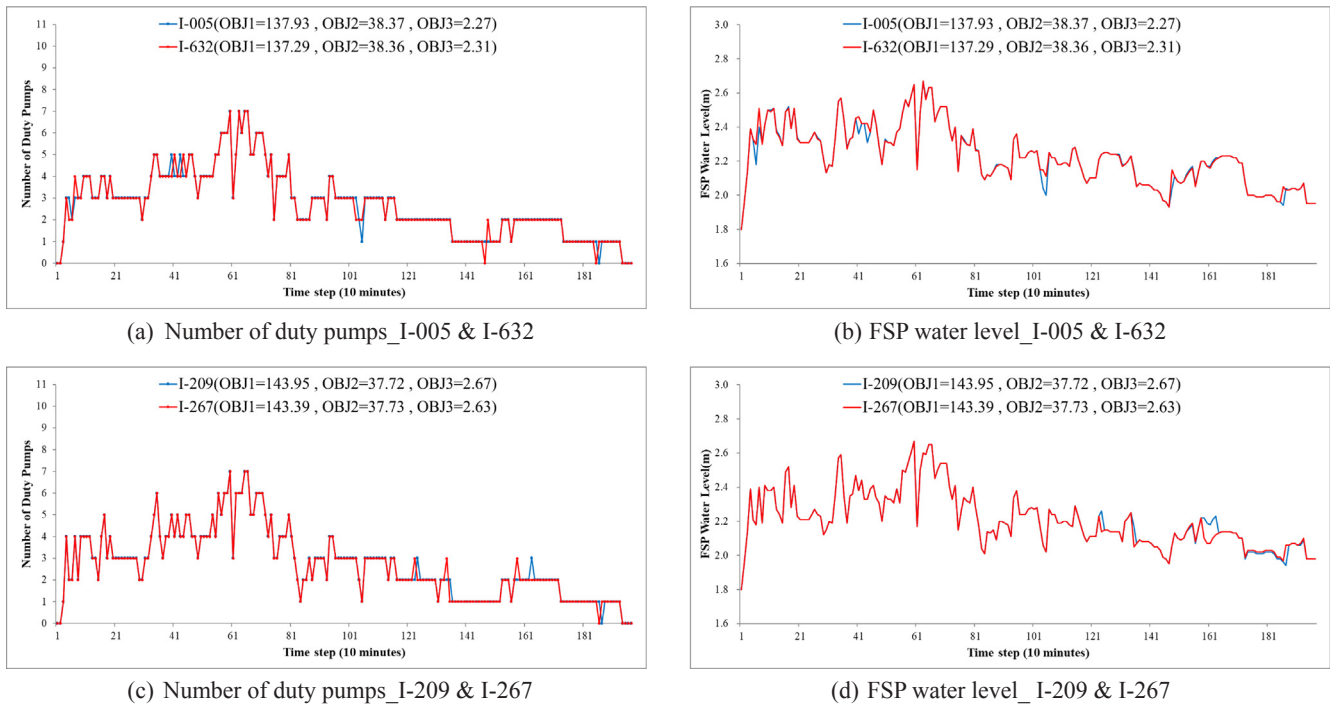 I-005(OBJ1=137.93 , OBJ2=38.37 , OBJ3=2.27)
I-632(OBJ1=137.29 , OBJ2=38.36 , OBJ3=2.31)
Number of Duty Pumps
11
10
9
8
7
6
5
4
3
2
1
0
1 21 41 61 81 101 121 141 161 181
Time step (10 minutes)
(a) Number of duty pumps_I-005 & I-632
I-005(OBJ1=137.93 , OBJ2=38.37 , OBJ3=2.27)
I-632(OBJ1=137.29 , OBJ2=38.36 , OBJ3=2.31)
FSP Water Level(m)
3.0
2.8
2.6
2.4
2.2
2.0
1.8
1.6
1 21 41 61 81 101 121 141 161 181
Time step (10 minutes)
(b) FSP water level_I-005 & I-632
I-209(OBJ1=143.95 , OBJ2=37.72 , OBJ3=2.67)
I-267(OBJ1=143.39 , OBJ2=37.73 , OBJ3=2.63)
Number of Duty Pumps
11
10
9
8
7
6
5
4
3
2
1
0
1 21 41 61 81 101 121 141 161 181
Time step (10 minutes)
(c) Number of duty pumps_I-209 & I-267
I-209(OBJ1=143.95 , OBJ2=37.72 , OBJ3=2.67)
I-267(OBJ1=143.39 , OBJ2=37.73 , OBJ3=2.63)
FSP Water Level(m)
3.0
2.8
2.6
2.4
2.2
2.0
1.8
1.6
1 21 41 61 81 101 121 141 161 181
Time step (10 minutes)
(d) FSP water level_ I-209 & I-267